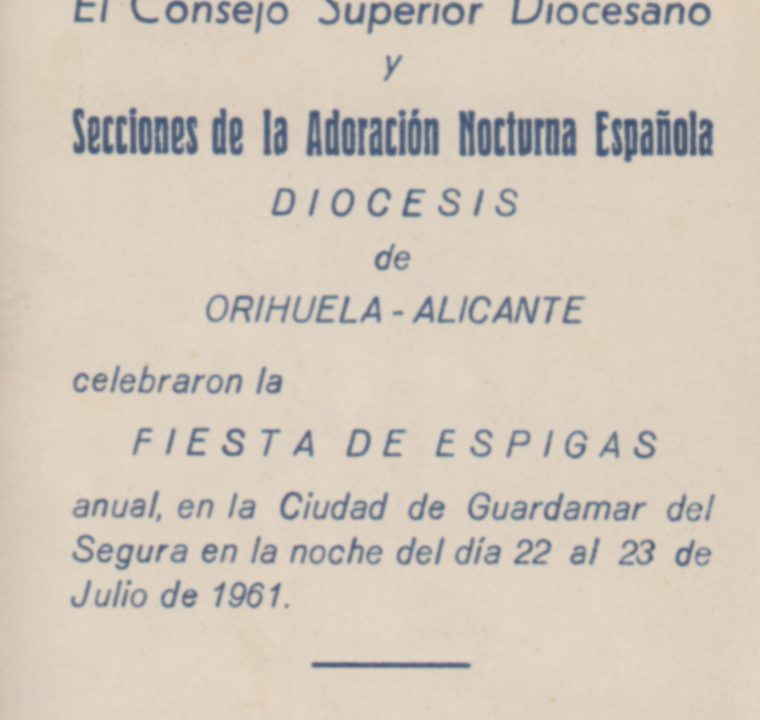 El Consejo Superior Diocesano
y
Secciones de la Adoración Nocturna Española
DIOCESIS
de
ORIHUELA - ALICANTE
celebraron la
FIESTA DE ESPIGAS
anual, en la Ciudad de Guardamar del
Segura en la noche del día 22 al 23 de
Julio de 1961.